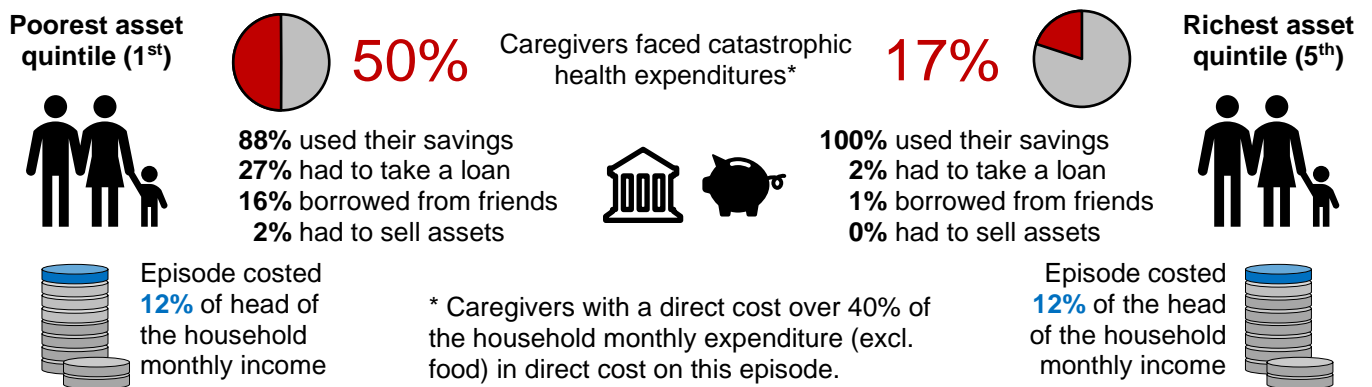 Poorest asset
quintile (1st)
50%
Caregivers faced catastrophic
health expenditures*
17%
Richest asset
quintile (5th)
88% used their savings
27% had to take a loan
16% borrowed from friends
2% had to sell assets
100% used their savings
2% had to take a loan
1% borrowed from friends
0% had to sell assets
Episode costed
12% of head of
the household
monthly income
* Caregivers with a direct cost over 40% of
the household monthly expenditure (excl.
food) in direct cost on this episode.
Episode costed
12% of the head
of the household
monthly income